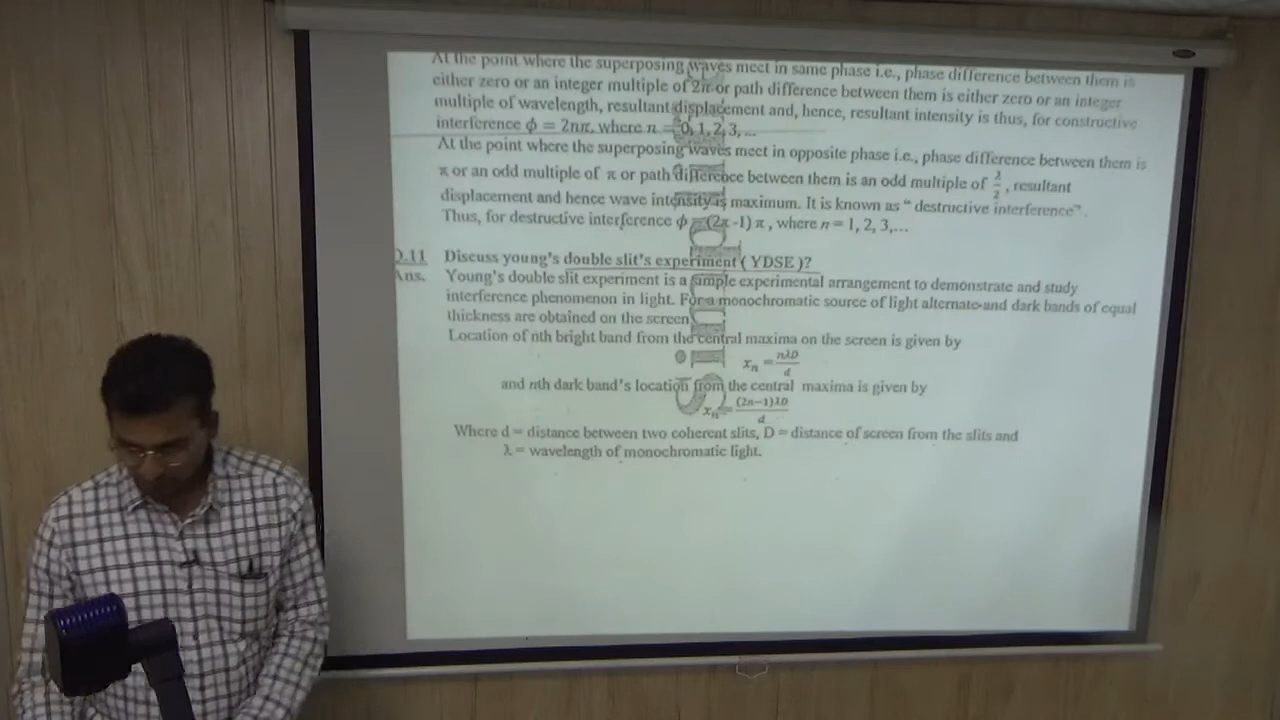 At the point where the superposing waves meet in same phase i.e., phase difference between them is
either zero or an integer multiple of 2π or path difference between them is either zero or an integer
multiple of wavelength, resultant displacement and, hence, resultant intensity is thus, for constructive
interference ϕ = 2nπ, where n = 0, 1, 2, 3, ...
At the point where the superposing waves meet in opposite phase i.e., phase difference between them is
π or an odd multiple of π or path difference between them is an odd multiple of λ/2 , resultant
displacement and hence wave intensity is maximum. It is known as “ destructive interference” .
Thus, for destructive interference ϕ = (2π -1) π , where n = 1, 2, 3,...
Q.11 Discuss young's double slit's experiment ( YDSE )?
Ans. Young's double slit experiment is a simple experimental arrangement to demonstrate and study
interference phenomenon in light. For a monochromatic source of light alternate and dark bands of equal
thickness are obtained on the screen
Location of nth bright band from the central maxima on the screen is given by
xₙ = nλD/d
and nth dark band's location from the central maxima is given by
xₙ = (2n−1)λD/d
Where d = distance between two coherent slits, D = distance of screen from the slits and
λ = wavelength of monochromatic light.